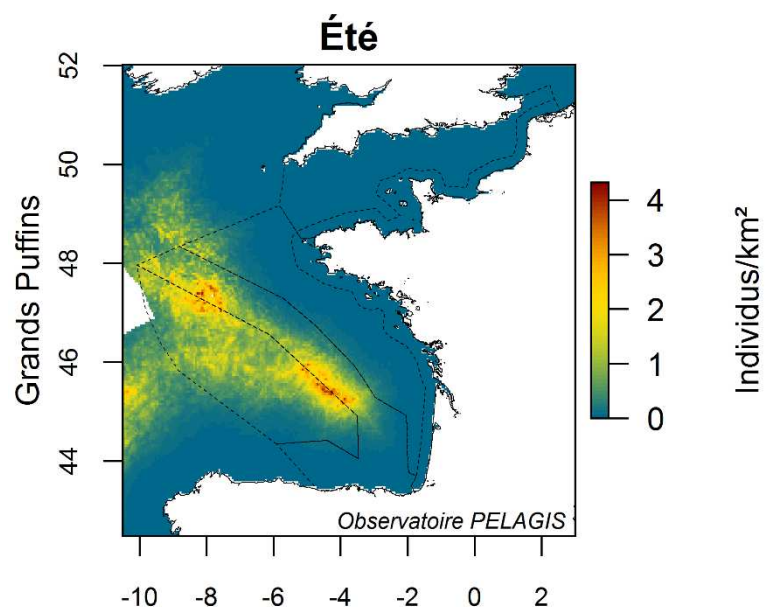 Été
52
50
48
46
44
Grands Puffins
-10 -8 -6 -4 -2 0 2
Observatoire PELAGIS
4
3
2
1
0
Individus/km²